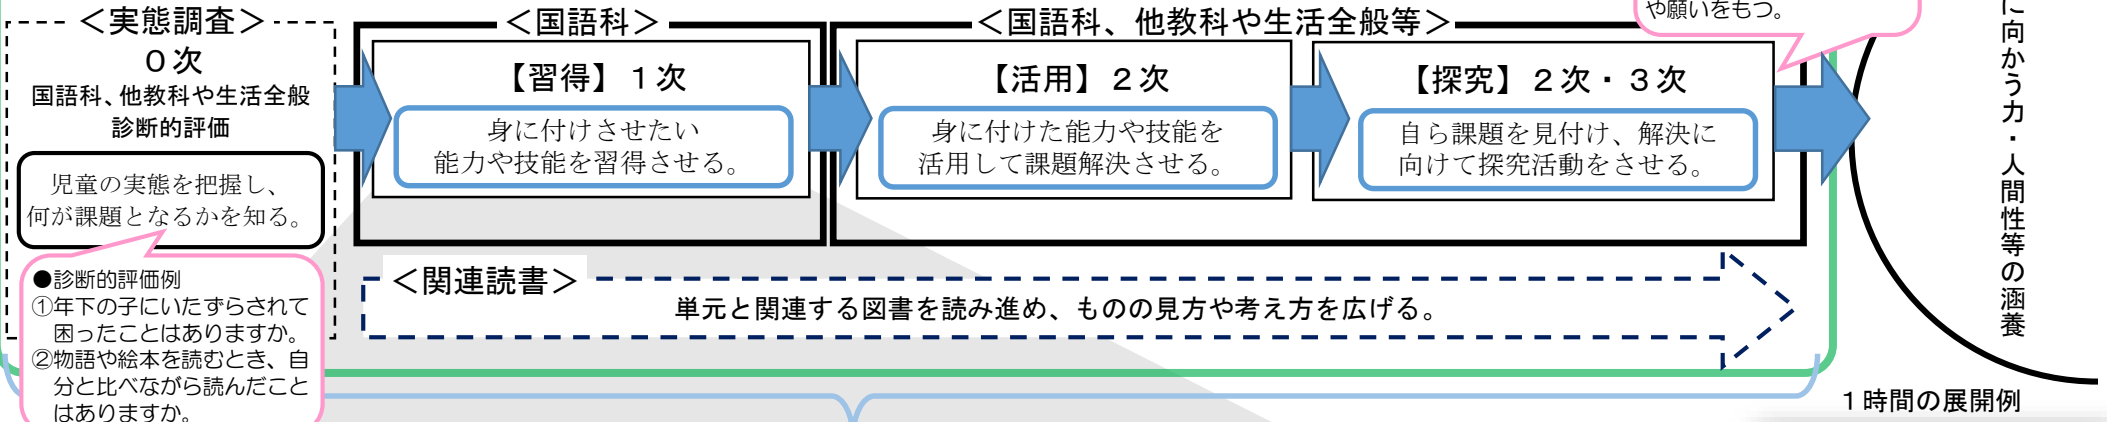 ＜実態調査＞
０次
国語科、他教科や生活全般
診断的評価
児童の実態を把握し、
何が課題となるかを知る。
●診断的評価例
①年下の子にいたずらされて
困ったことはありますか。
②物語や絵本を読むとき、自
分と比べながら読んだこと
はありますか。
＜国語科＞
【習得】１次
身に付けさせたい
能力や技能を習得させる。
＜国語科、他教科や生活全般等＞
【活用】２次
身に付けた能力や技能を
活用して課題解決させる。
【探究】２次・３次
自ら課題を見付け、解決に
向けて探究活動をさせる。
や願いをもつ。
＜関連読書＞
単元と関連する図書を読み進め、ものの見方や考え方を広げる。
に向かう力・人間性等の涵養
１時間の展開例